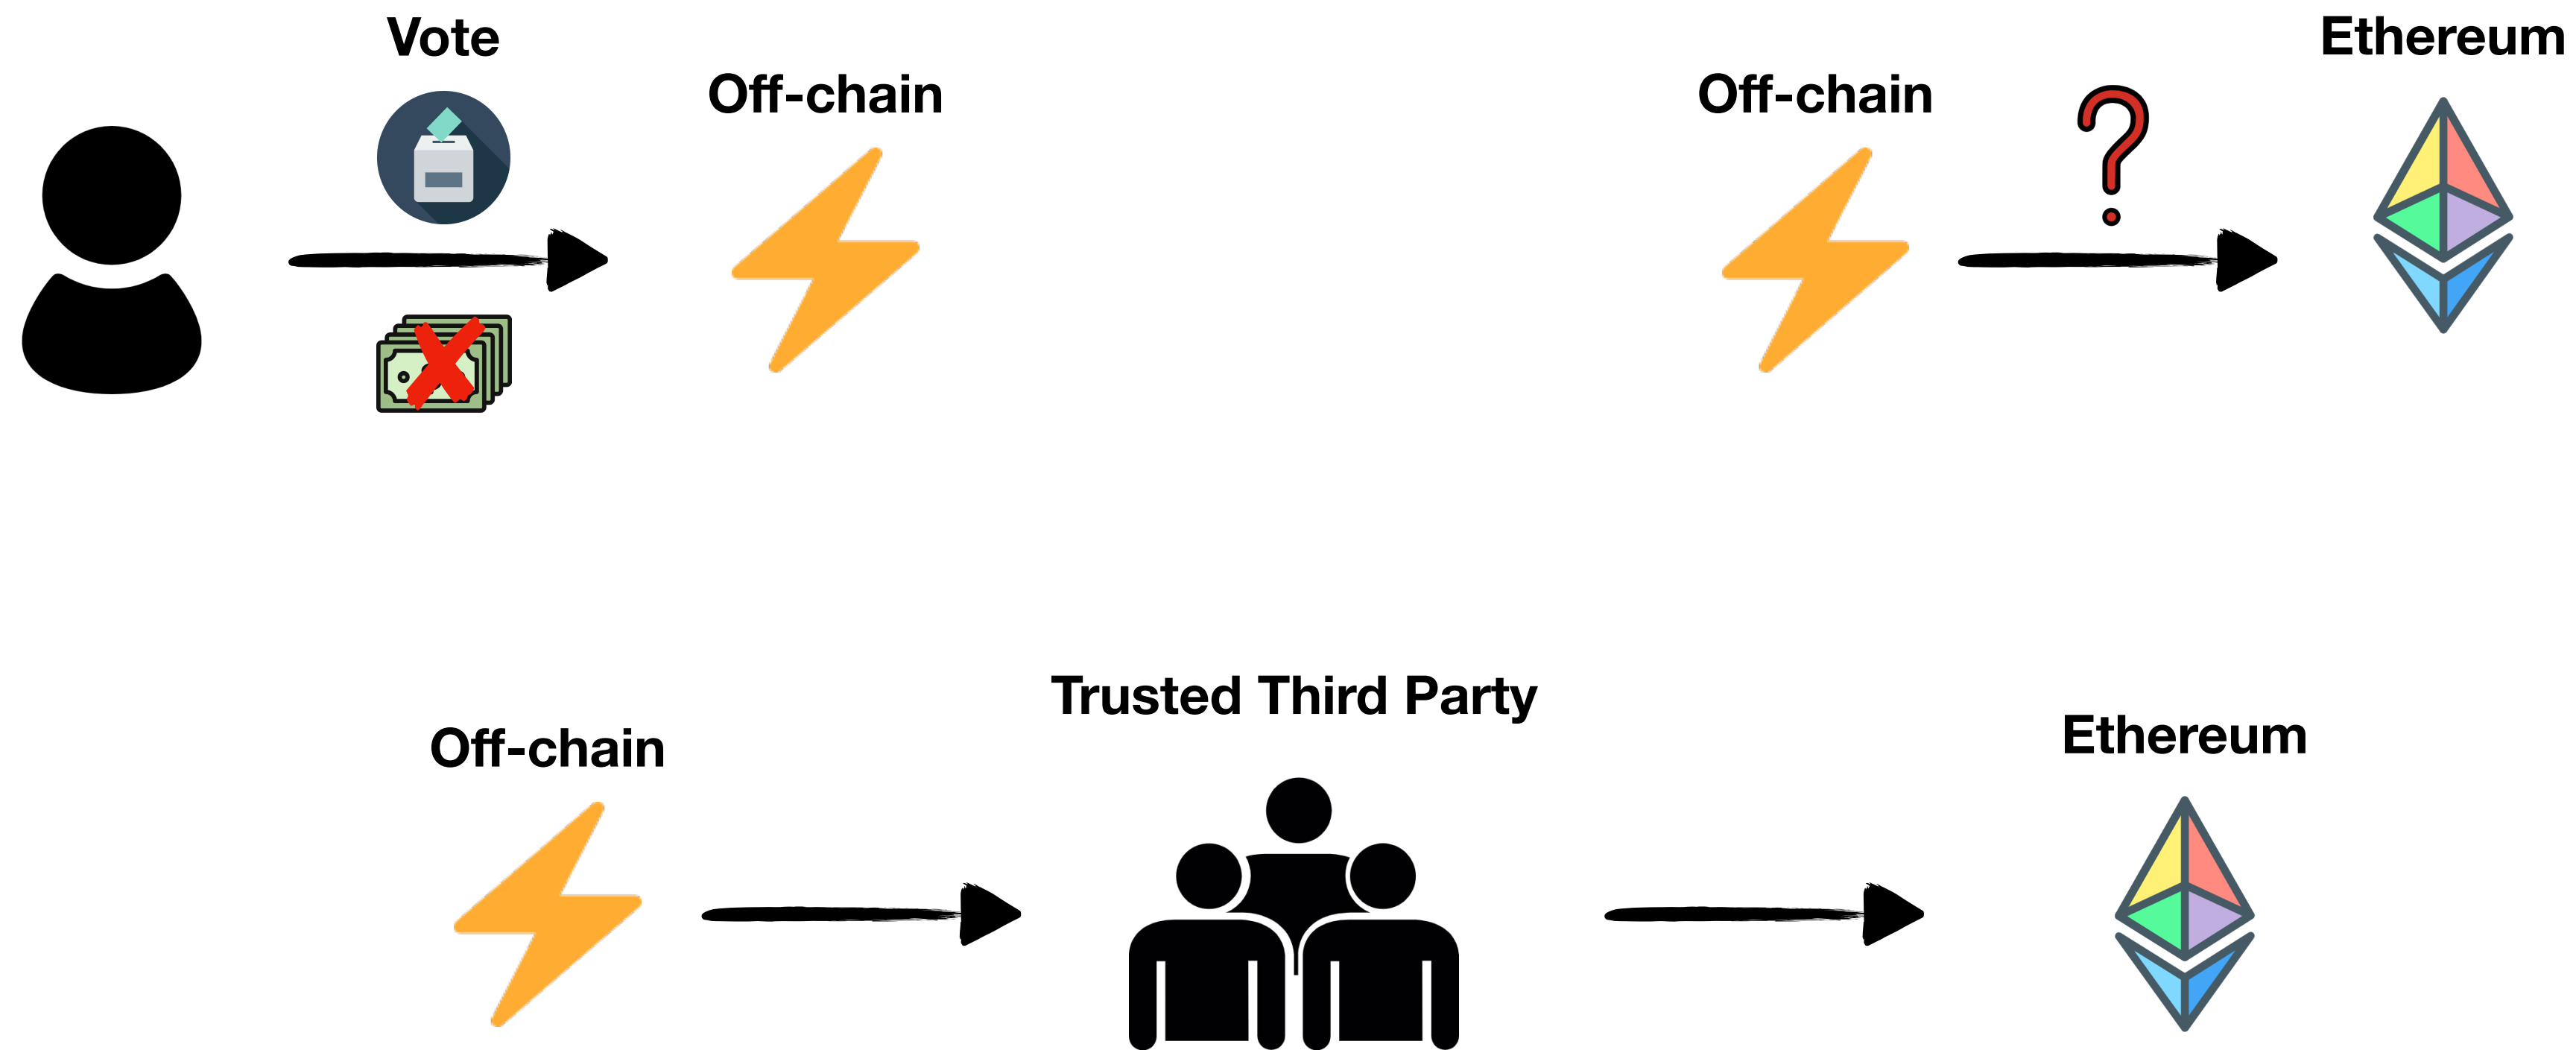 Vote
Off-chain
Off-chain
Ethereum
Trusted Third Party
Off-chain
Ethereum